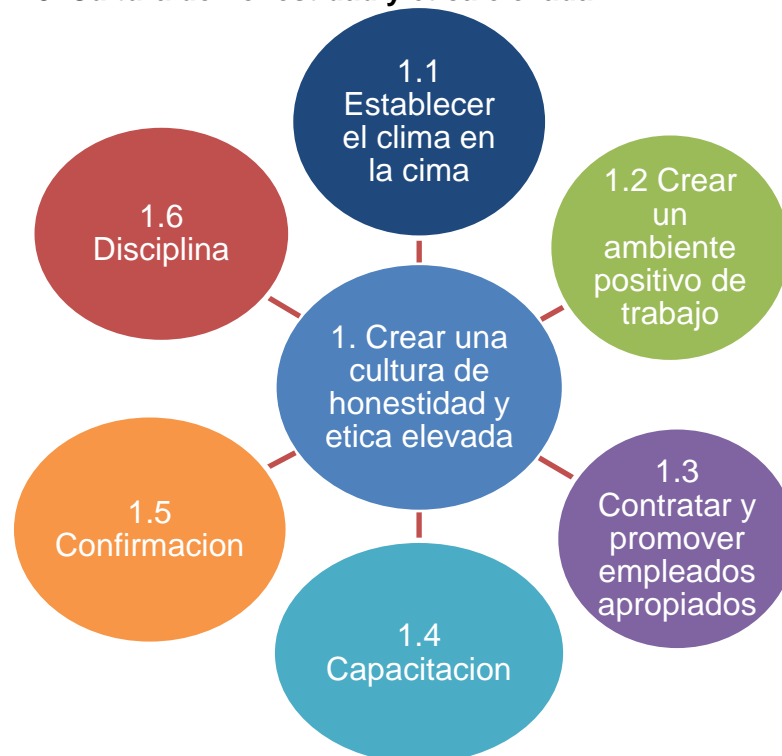 1.1
Establecer
el clima en
la cima
1.2 Crear
un
ambiente
positivo de
trabajo
1.6
Disciplina
1. Crear una
cultura de
honestidad y
etica elevada
1.3
Contratar y
promover
empleados
apropiados
1.5
Confirmacion
1.4
Capacitacion